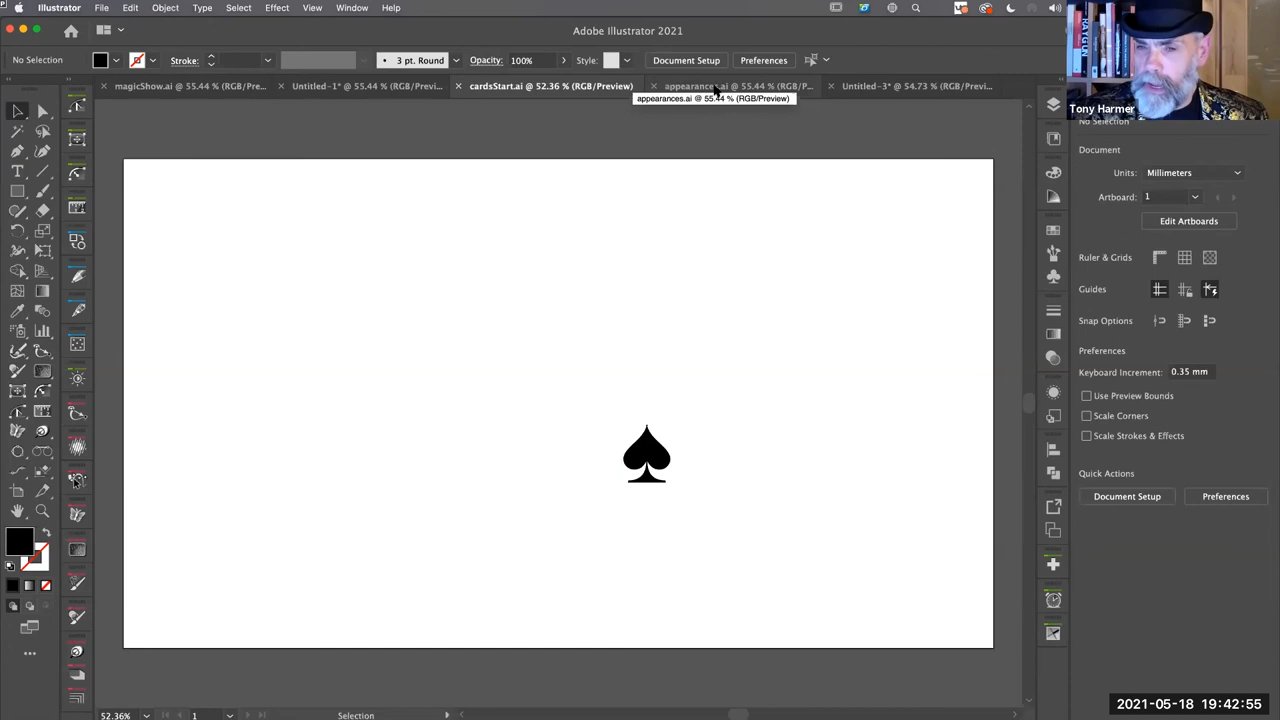 Illustrator File Edit Object Type Select Effect View Window Help
Adobe Illustrator 2021
No Selection
Stroke:
3 pt. Round
Opacity: 100%
Style:
Document Setup
Preferences
magicShow.ai @ 55.44 % (RGB/Previ...
Untitled-1* @ 55.44 % (RGB/Previ...
cardsStart.ai @ 52.36 % (RGB/Preview)
appearances.ai @ 55.44 % (RGB/P...
Untitled-3* @ 54.73 % (RGB/Previ...
appearances.ai @ 55.44 % (RGB/Preview)
Tony Harmer
No Selection
Document
Units: Millimeters
Artboard: 1
Edit Artboards
Ruler & Grids
Guides
Snap Options
Preferences
Keyboard Increment: 0.35 mm
Use Preview Bounds
Scale Corners
Scale Strokes & Effects
Quick Actions
Document Setup
Preferences
52.36%
1
Selection
2021-05-18 19:42:55